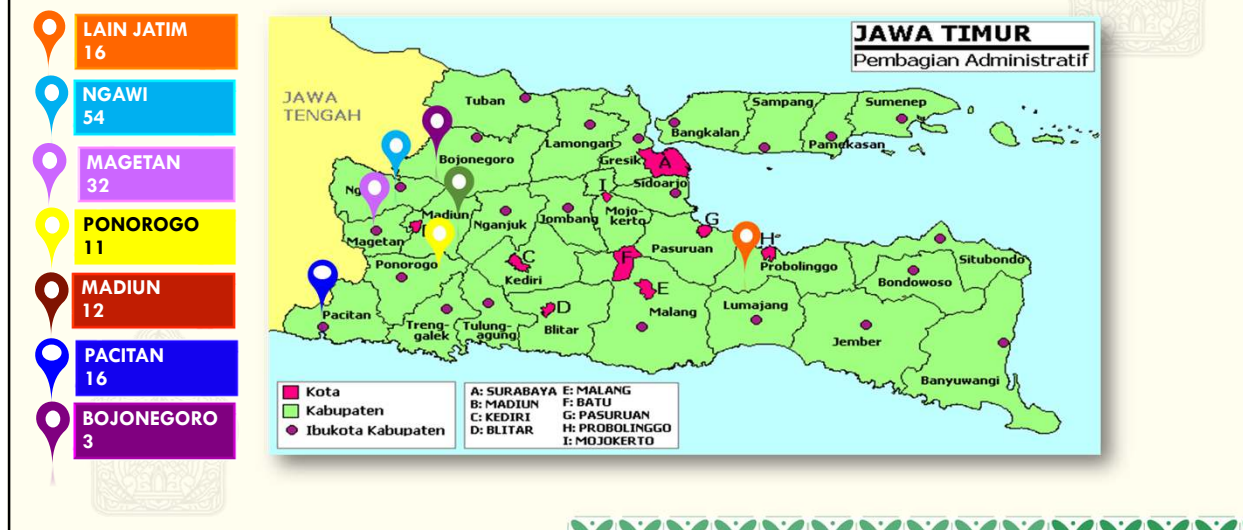 LAIN JATIM
16
NGAWI
54
MAGETAN
32
PONOROGO
11
MADIUN
12
PACITAN
16
BOJONEGORO
3
JAWA TIMUR
Pembagian Administratif
JAWA
TENGAH
Tuban
Bojonegoro
Lamongan
Gresik
A
Bangkalan
Sampang
Pamekasan
Sumenep
Sidoarjo
I
Mojo-
kerto
Jombang
Nganjuk
Madiun
Magetan
Ponorogo
Pacitan
Treng-
galek
Tulung-
agung
C
Kediri
D
Blitar
F
E
Malang
G
Pasuruan
H
Probolinggo
Lumajang
Jember
Bondowoso
Situbondo
Banyuwangi
Kota
Kabupaten
Ibukota Kabupaten
A: SURABAYA E: MALANG
B: MADIUN F: BATU
C: KEDIRI G: PASURUAN
D: BLITAR H: PROBOLINGGO
I: MOJOKERTO